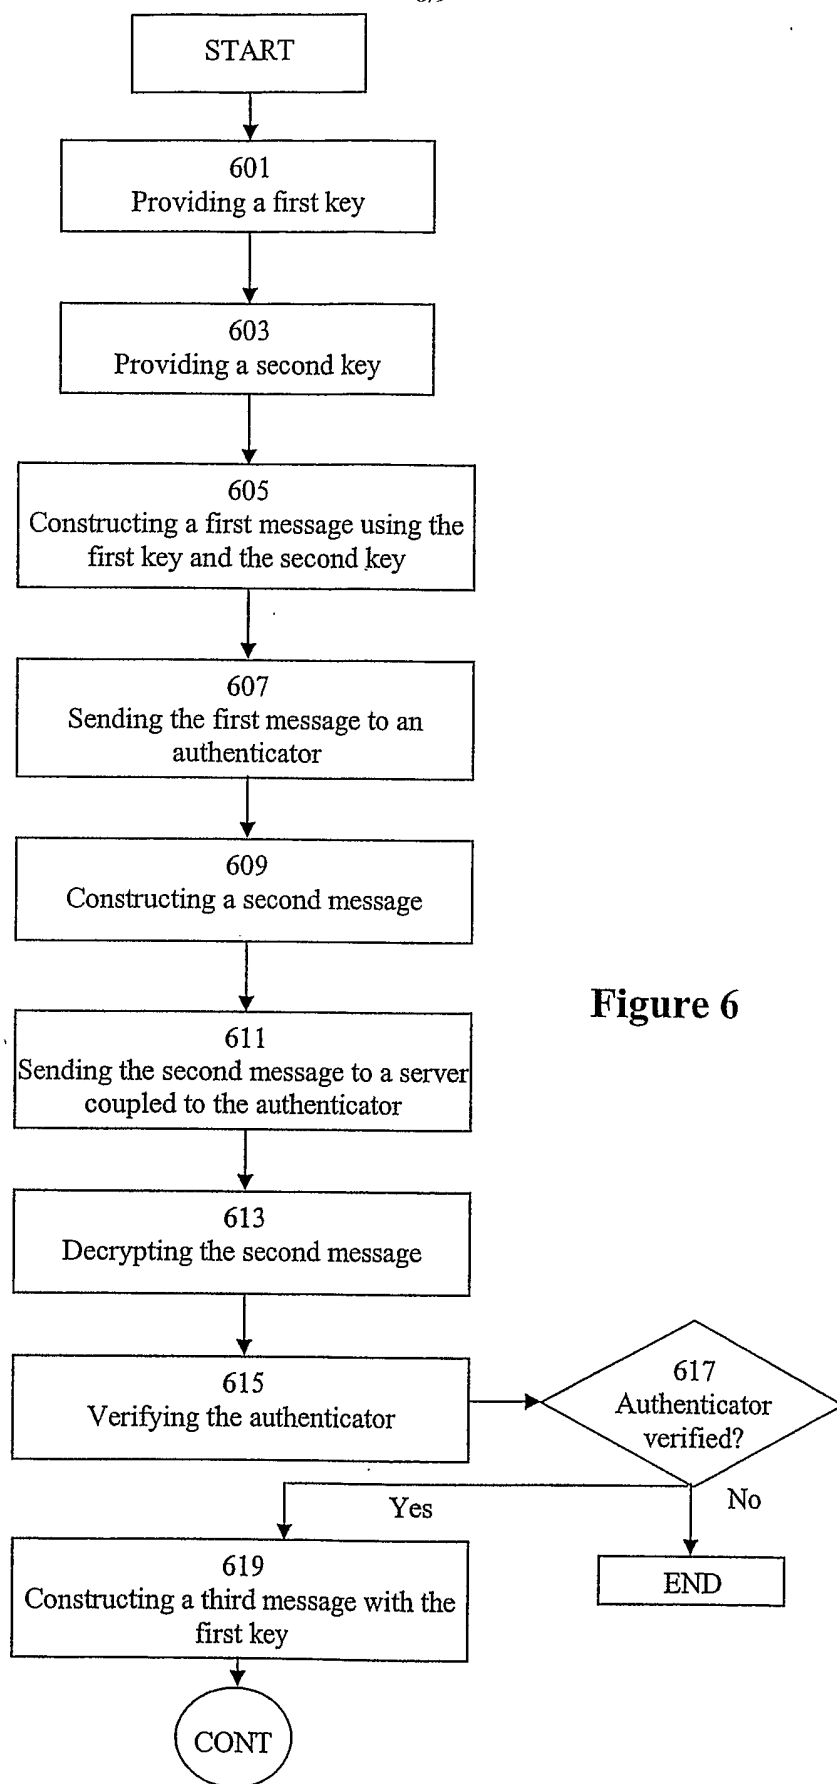 START
601
Providing a first key
603
Providing a second key
605
Constructing a first message using the
first key and the second key
607
Sending the first message to an
authenticator
609
Constructing a second message
Figure 6
611
Sending the second message to a server
coupled to the authenticator
613
Decrypting the second message
615
Verifying the authenticator
617
Authenticator
verified?
Yes
No
619
Constructing a third message with the
first key
END
CONT